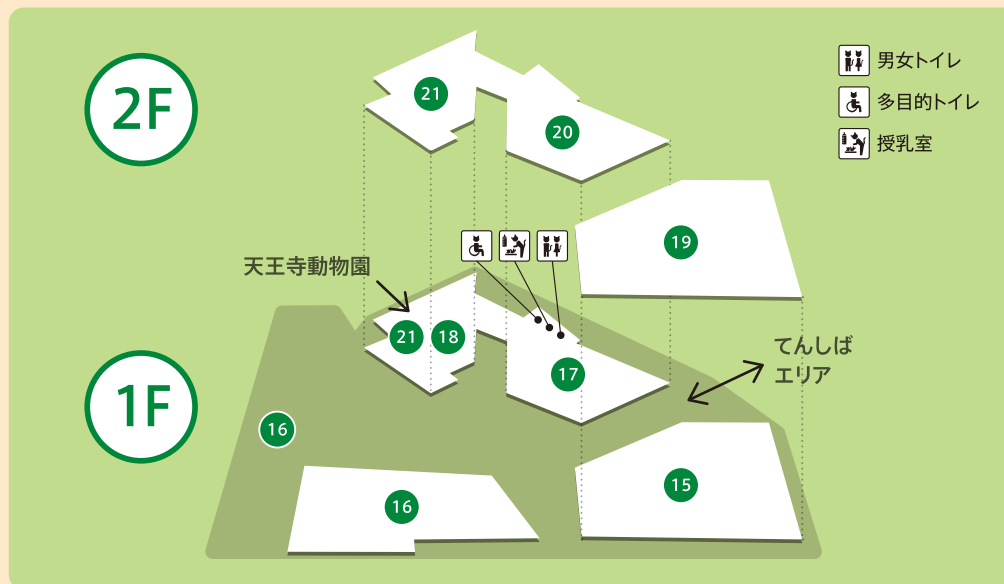 2F
21
20
男女トイレ
多目的トイレ
授乳室
19
天王寺動物園
21
18
17
てんしば
エリア
1F
16
16
15